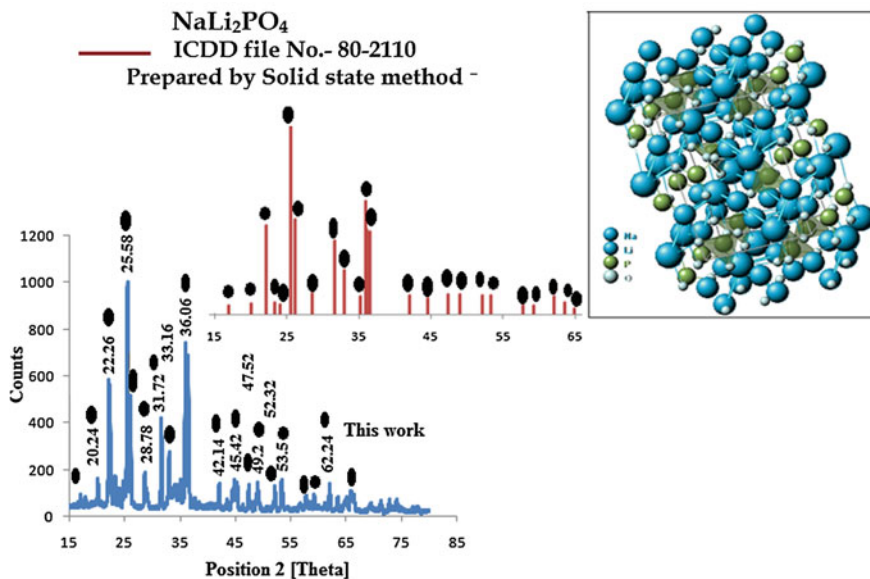 NaLi₂PO₄
ICDD file No.- 80-2110
Prepared by Solid state method -
15 25 35 45 55 65
Na
Li
P
O
Counts
1200
1000
800
600
400
200
0
20.24
22.26
25.58
28.78
31.72
33.16
36.06
42.14
45.42
47.52
49.2
52.32
53.5
62.24
This work
15 25 35 45 55 65 75 85
Position 2 [Theta]